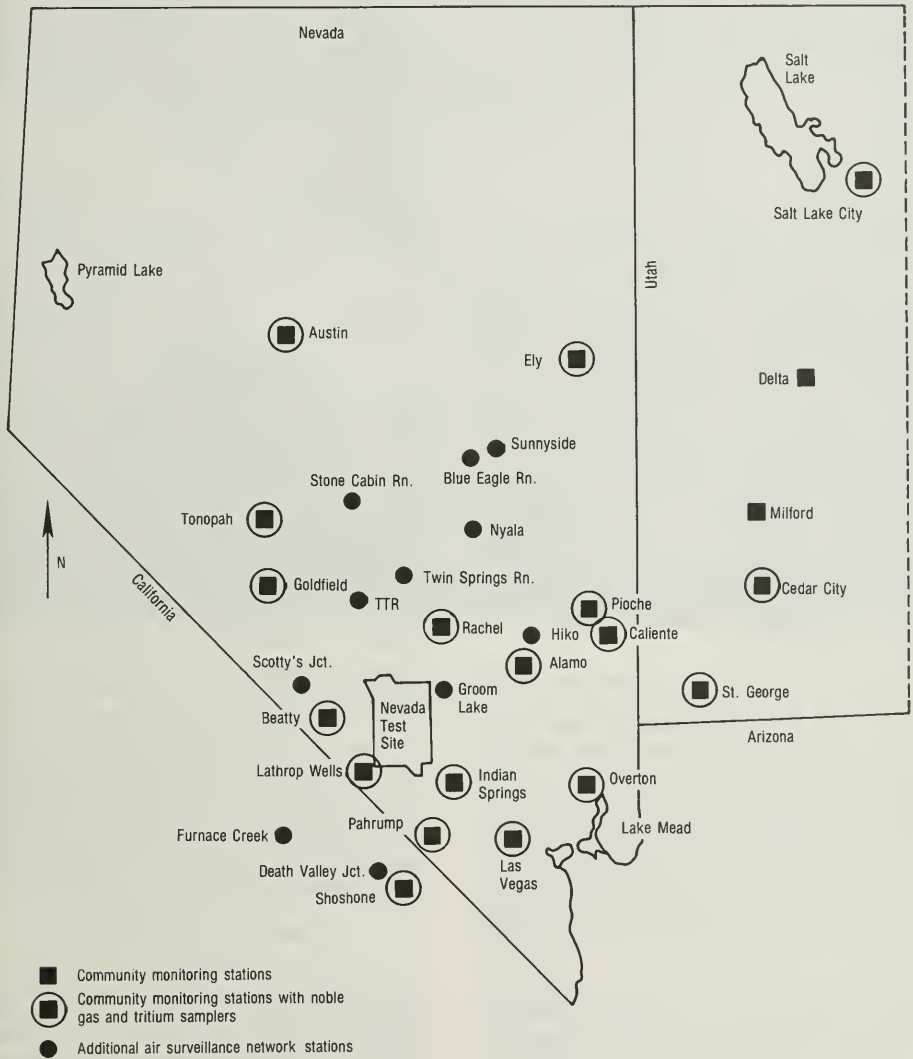 Nevada
Salt
Lake
Salt Lake City
Utah
Pyramid Lake
Austin
Ely
Delta
Sunnyside
Blue Eagle Rn.
Stone Cabin Rn.
Tonopah
Nyala
Milford
N
California
Goldfield
Twin Springs Rn.
TTR
Cedar City
Pioche
Rachel
Hiko
Caliente
Alamo
Scotty's Jct.
Groom
Lake
St. George
Beatty
Nevada
Test
Site
Arizona
Lathrop Wells
Indian
Springs
Overton
Furnace Creek
Pahrump
Las
Vegas
Lake Mead
Death Valley Jct.
Shoshone
Community monitoring stations
Community monitoring stations with noble
gas and tritium samplers
Additional air surveillance network stations